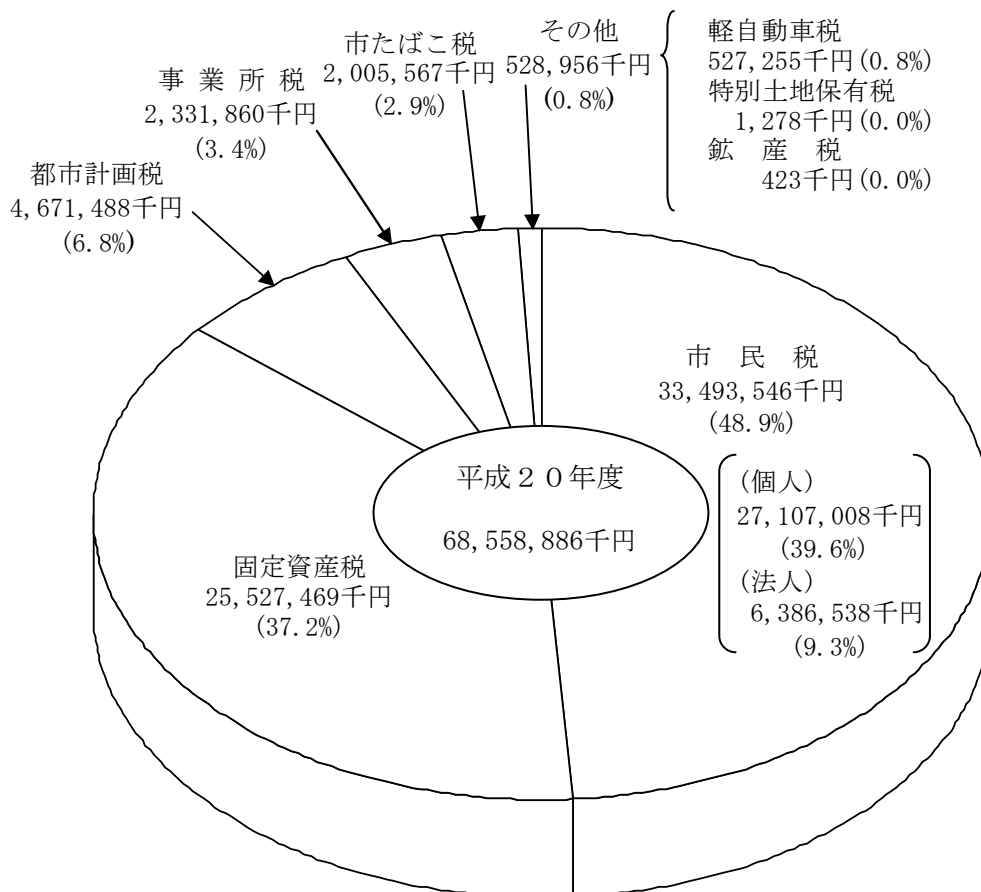 その他
528,956千円
(0.8%)
軽自動車税
527,255千円(0.8%)
特別土地保有税
1,278千円(0.0%)
鉱 産 税
423千円(0.0%)
市たばこ税
2,005,567千円
(2.9%)
事 業 所 税
2,331,860千円
(3.4%)
都市計画税
4,671,488千円
(6.8%)
市 民 税
33,493,546千円
(48.9%)
(個人)
27,107,008千円
(39.6%)
(法人)
6,386,538千円
(9.3%)
平成20年度
68,558,886千円
固定資産税
25,527,469千円
(37.2%)